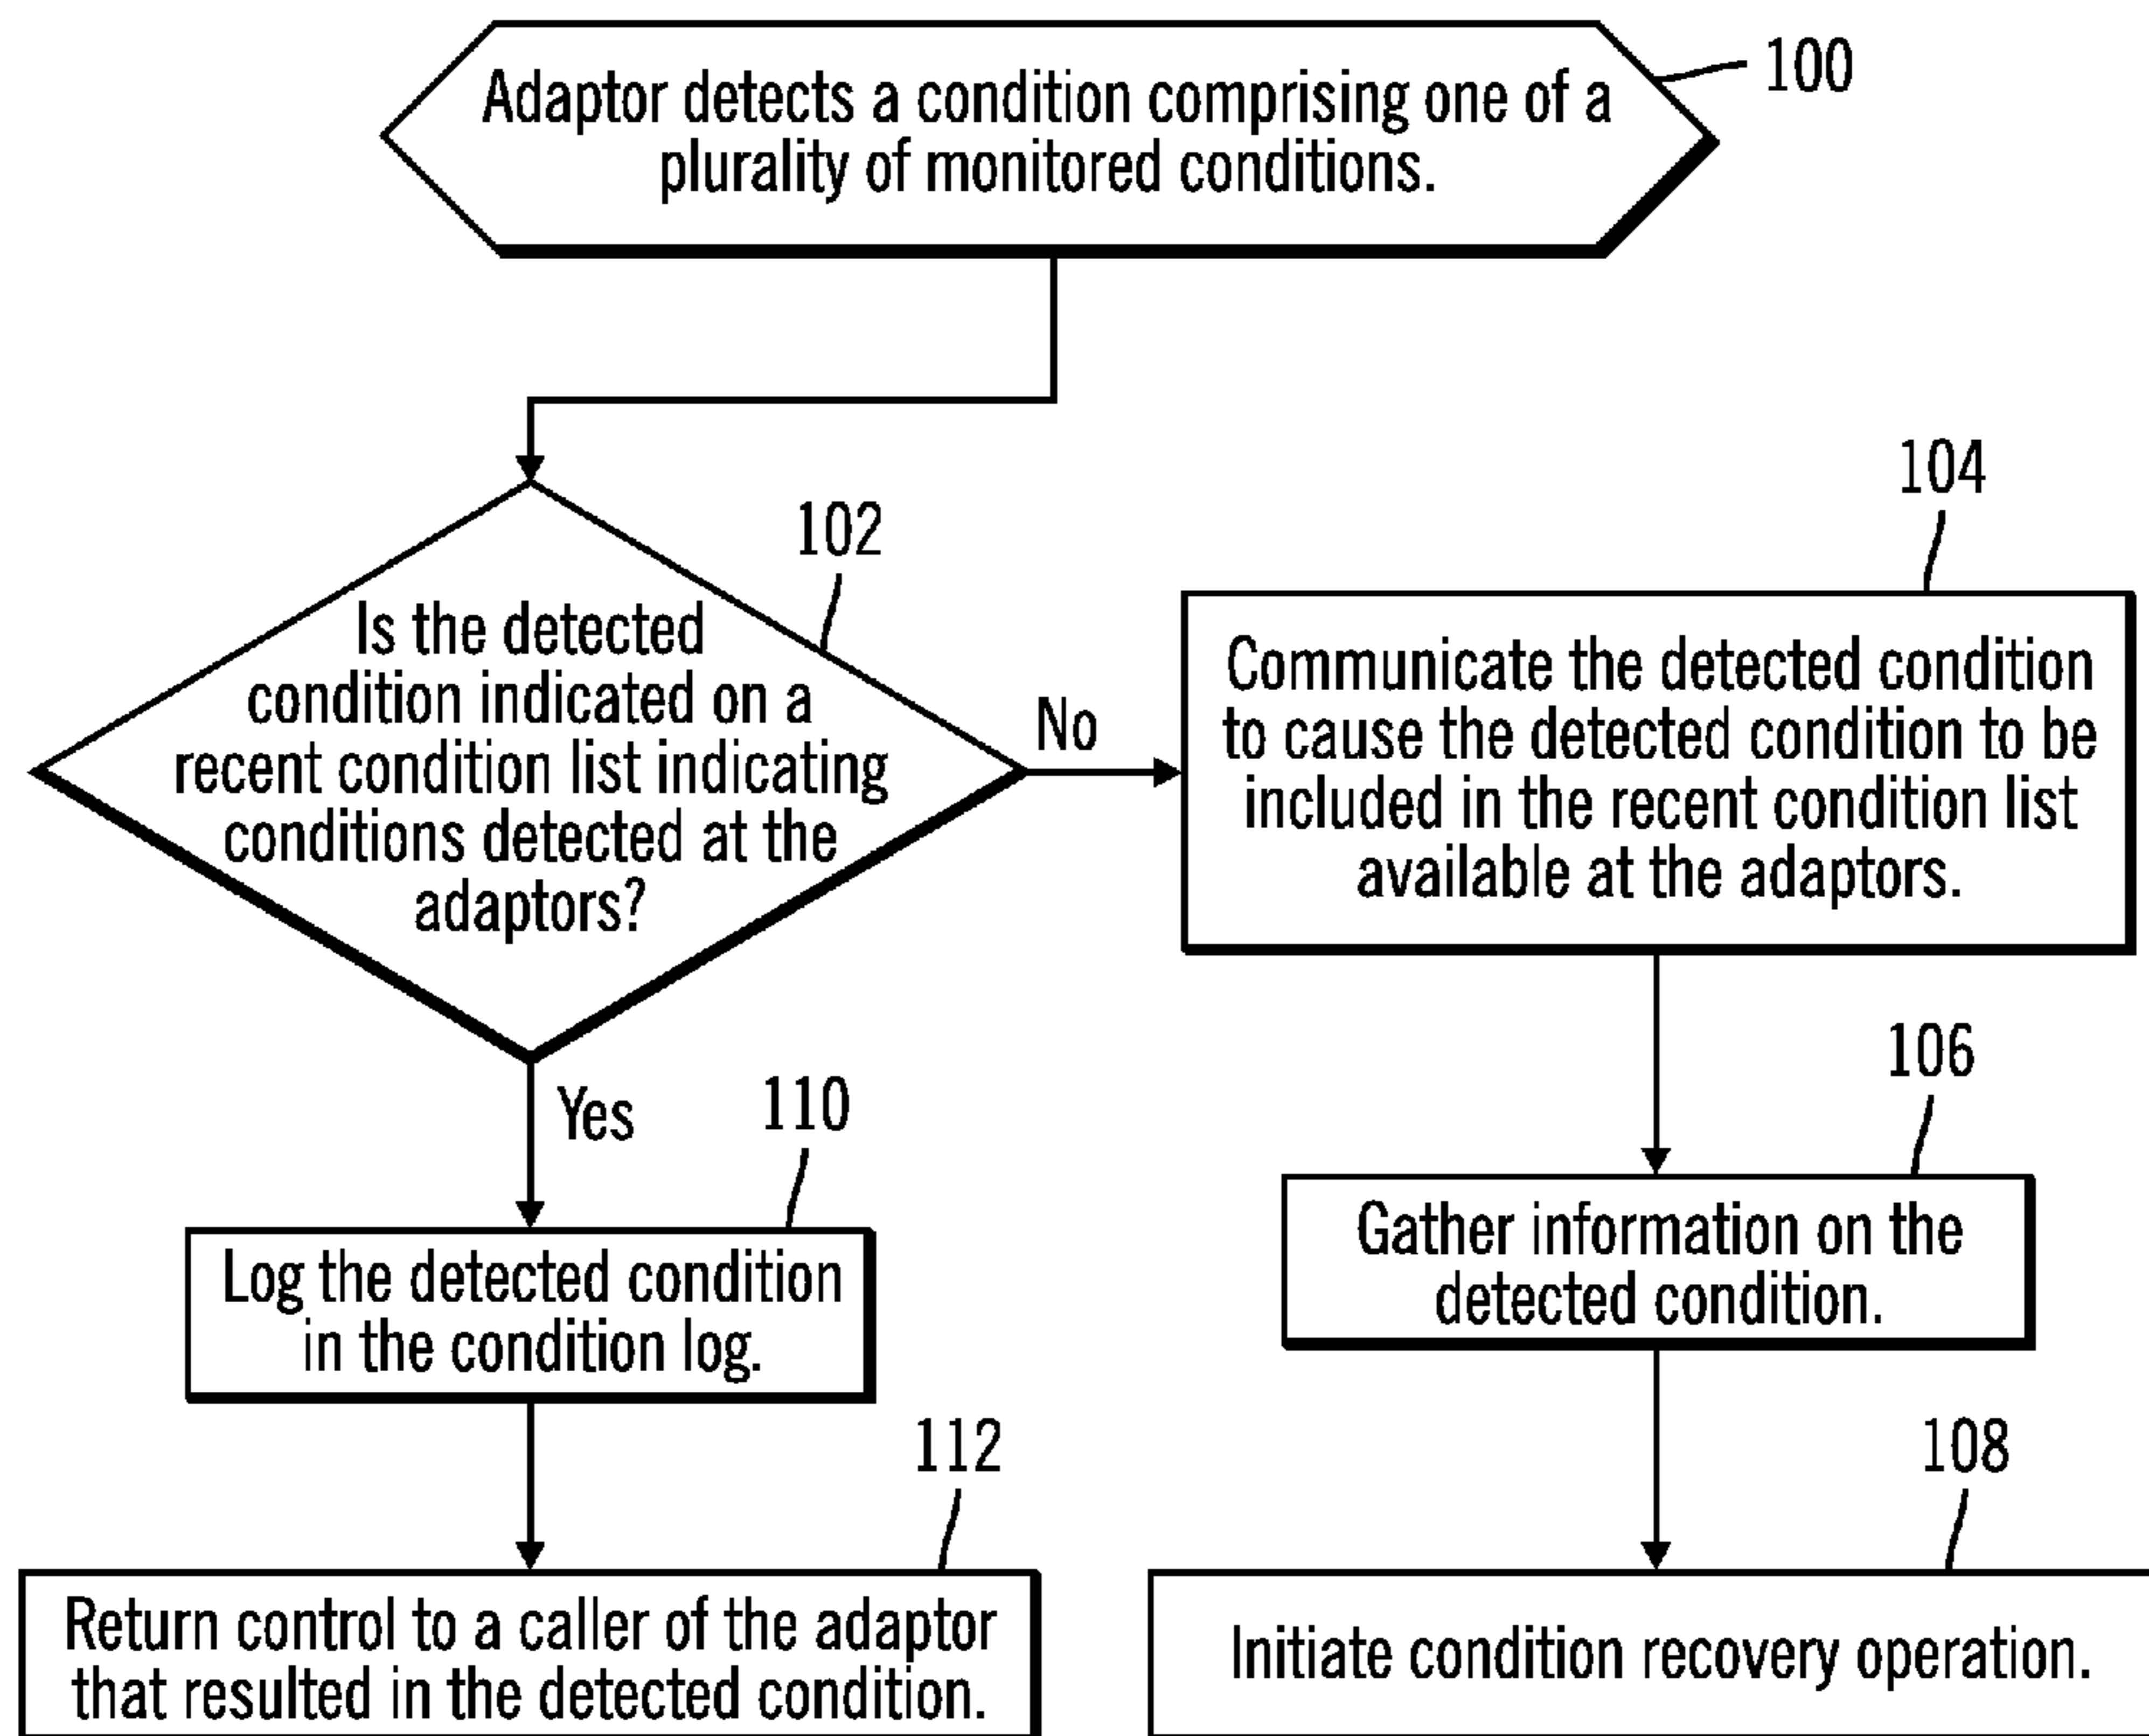 Adaptor detects a condition comprising one of a
plurality of monitored conditions.
100
102
Is the detected
condition indicated on a
recent condition list indicating
conditions detected at the
adaptors?
No
104
Communicate the detected condition
to cause the detected condition to be
included in the recent condition list
available at the adaptors.
Yes
110
Log the detected condition
in the condition log.
106
Gather information on the
detected condition.
112
Return control to a caller of the adaptor
that resulted in the detected condition.
108
Initiate condition recovery operation.